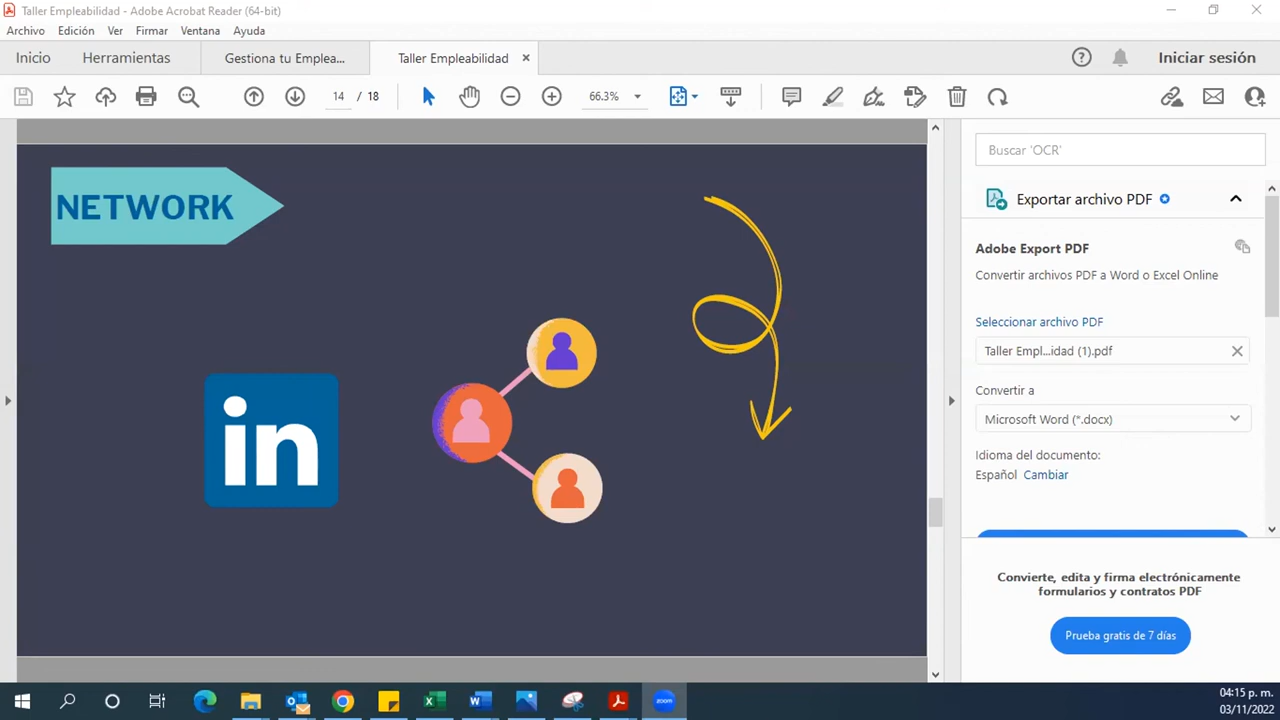 Taller Empleabilidad - Adobe Acrobat Reader (64-bit)
Archivo Edición Ver Firmar Ventana Ayuda
Inicio Herramientas Gestiona tu Emplea... Taller Empleabilidad × Iniciar sesión
14 / 18 66.3%
Buscar 'OCR'
NETWORK
Exportar archivo PDF
Adobe Export PDF
Convertir archivos PDF a Word o Excel Online
Seleccionar archivo PDF
Taller Empl...idad (1).pdf
Convertir a
Microsoft Word (*.docx)
in
Idioma del documento:
Español Cambiar
Convierte, edita y firma electrónicamente
formularios y contratos PDF
Prueba gratis de 7 días
zoom
04:15 p. m.
03/11/2022